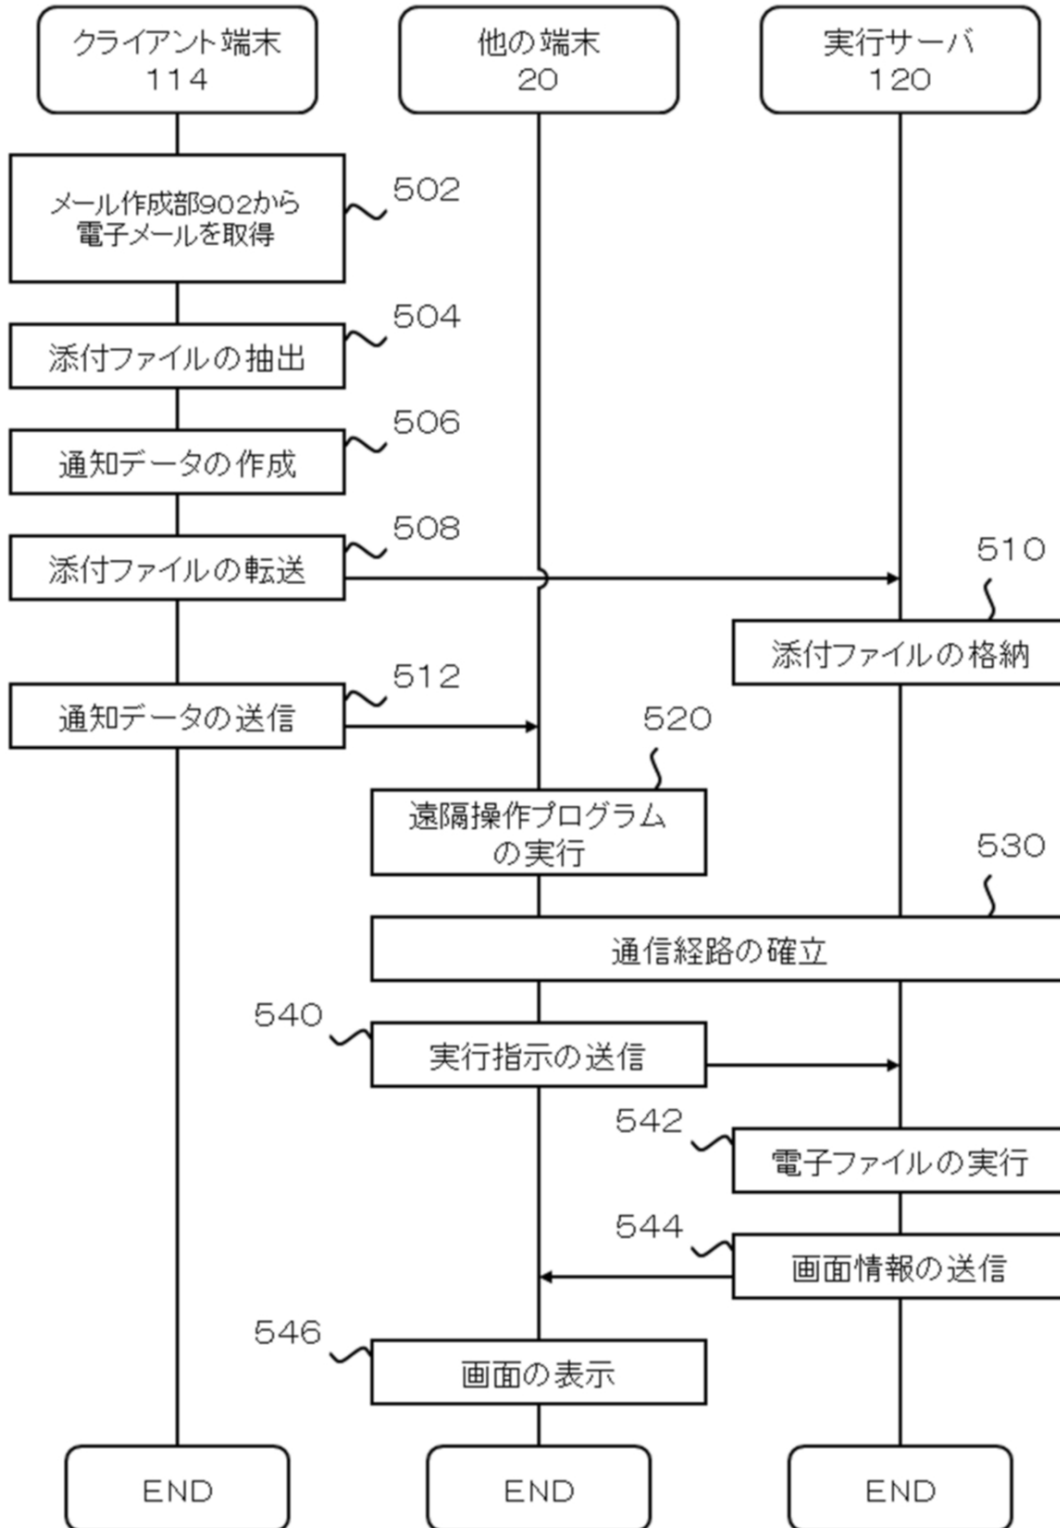 クライアント端末
114
他の端末
20
実行サーバ
120
メール作成部902から
電子メールを取得
502
添付ファイルの抽出
504
通知データの作成
506
添付ファイルの転送
508
510
添付ファイルの格納
通知データの送信
512
520
遠隔操作プログラム
の実行
530
通信経路の確立
540
実行指示の送信
542
電子ファイルの実行
544
画面情報の送信
546
画面の表示
END
END
END